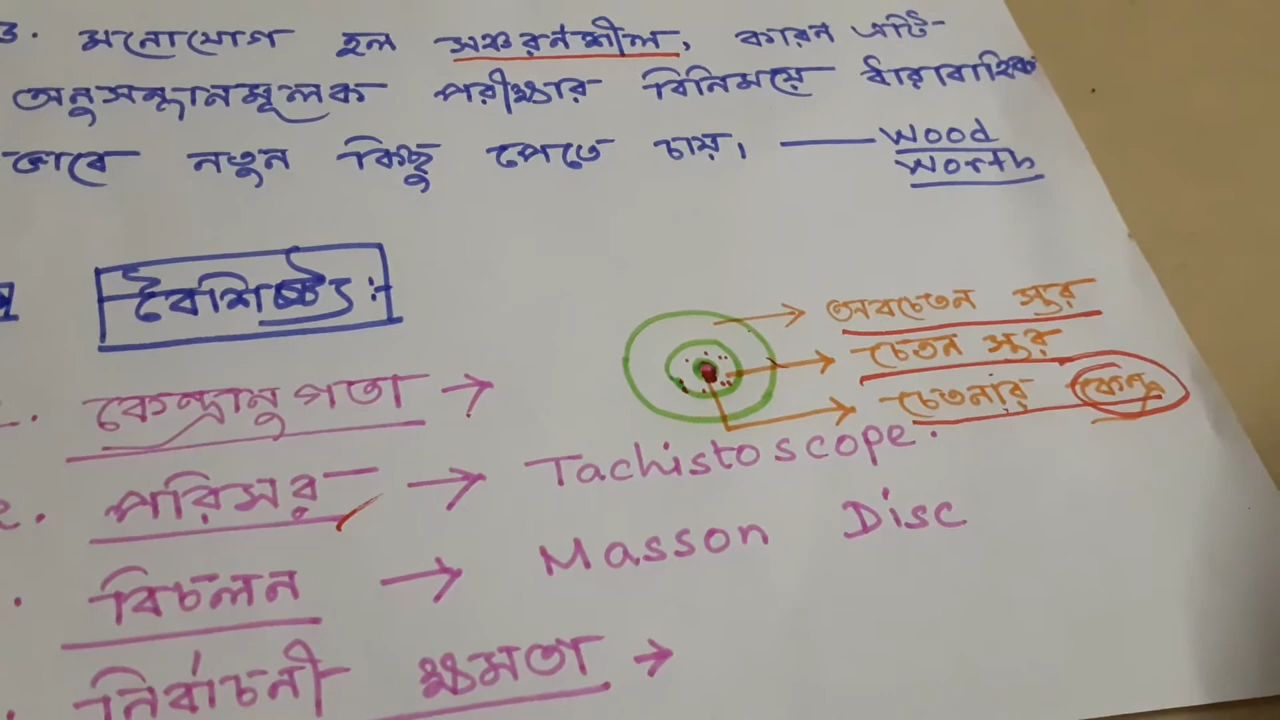 ৩. মনোযোগ হল সঞ্চরনশীল, কারন এটি-
অনুসন্ধানমূলক পরীক্ষার বিনিময়ে ধারাবাহিক
ভাবে নতুন কিছু পেতে চায়। — Wood
Worth
বৈশিষ্ট্য :-
অবচেতন স্তর
চেতন স্তর
চেতনার কেন্দ্র
কেন্দ্রানুগতা →
২. পরিসর → Tachistoscope.
বিচলন → Masson Disc
নির্বাচনী ক্ষমতা →